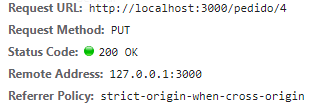 Request URL: http://localhost:3000/pedido/4
Request Method: PUT
Status Code: 200 OK
Remote Address: 127.0.0.1:3000
Referrer Policy: strict-origin-when-cross-origin